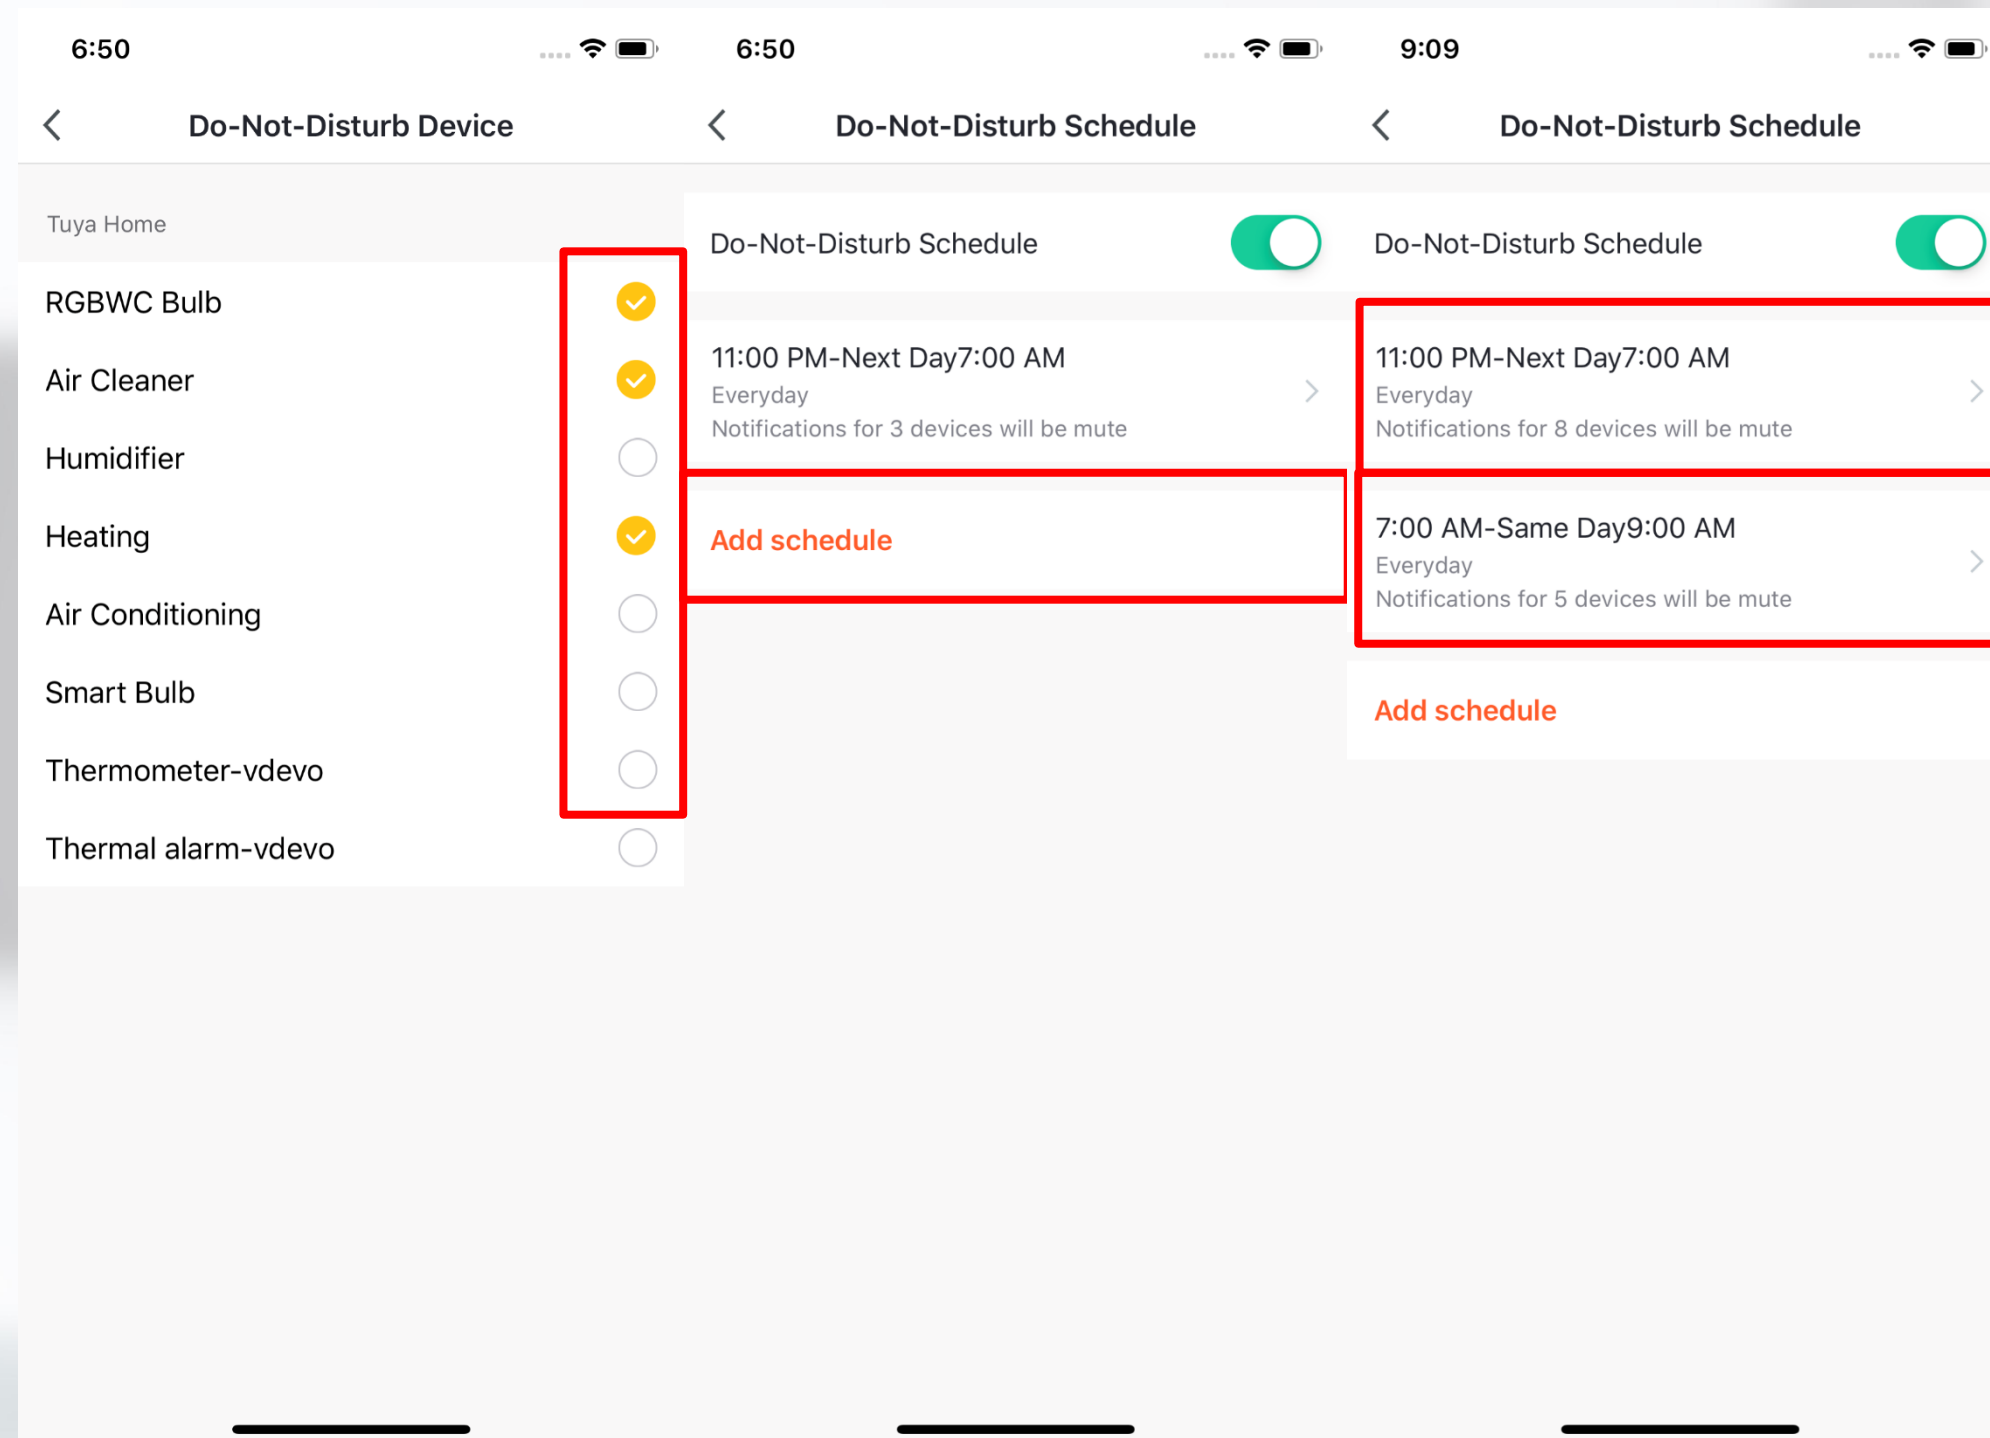 6:50
Do-Not-Disturb Device
Tuya Home
RGBWC Bulb
Air Cleaner
Humidifier
Heating
Air Conditioning
Smart Bulb
Thermometer-vdevo
Thermal alarm-vdevo
6:50
Do-Not-Disturb Schedule
Do-Not-Disturb Schedule
11:00 PM-Next Day7:00 AM
Everyday
Notifications for 3 devices will be mute
Add schedule
9:09
Do-Not-Disturb Schedule
Do-Not-Disturb Schedule
11:00 PM-Next Day7:00 AM
Everyday
Notifications for 8 devices will be mute
7:00 AM-Same Day9:00 AM
Everyday
Notifications for 5 devices will be mute
Add schedule